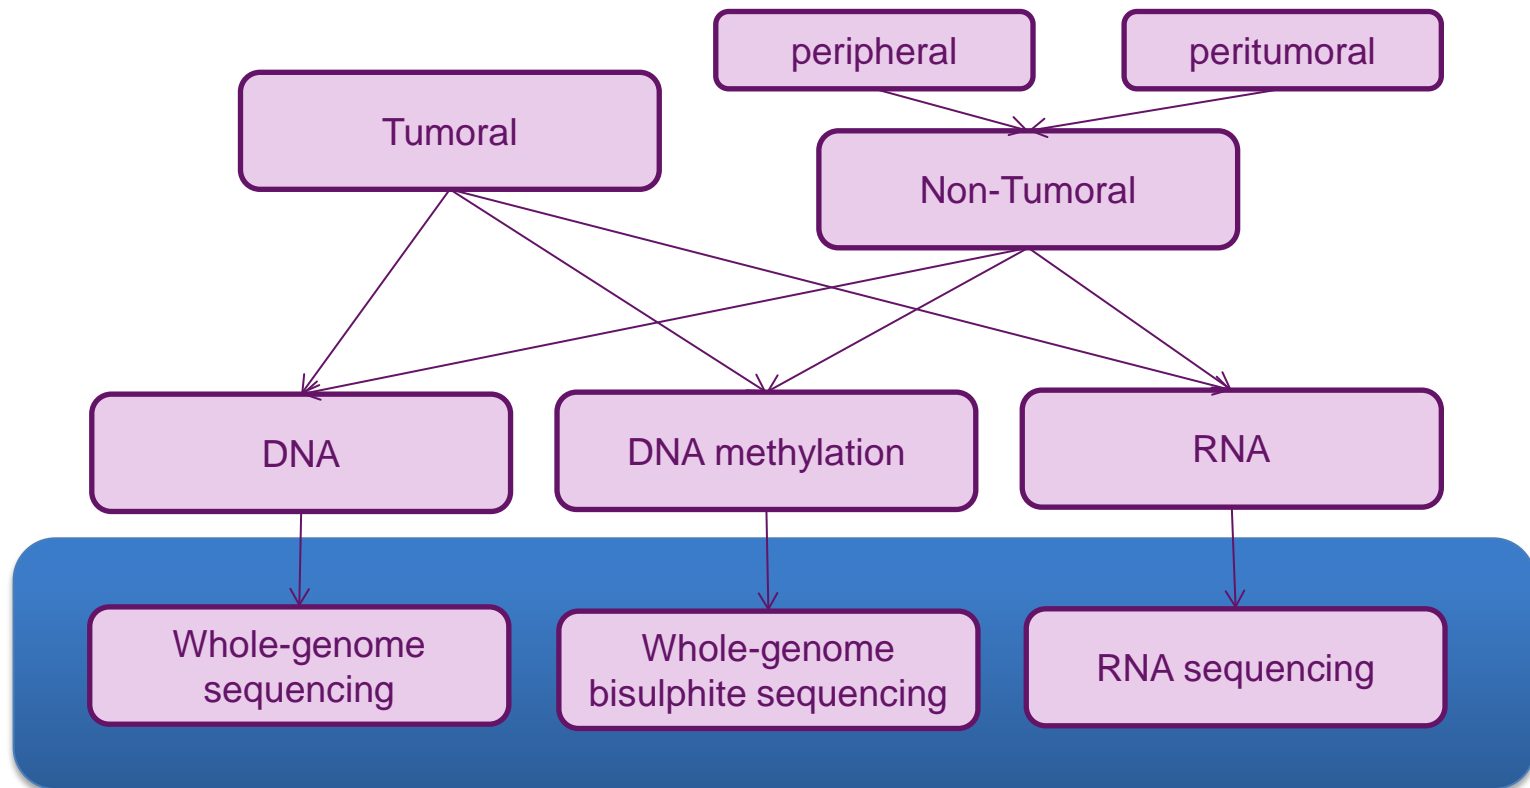 peripheral
peritumoral
Tumoral
Non-Tumoral
DNA
DNA methylation
RNA
Whole-genome
sequencing
Whole-genome
bisulphite sequencing
RNA sequencing